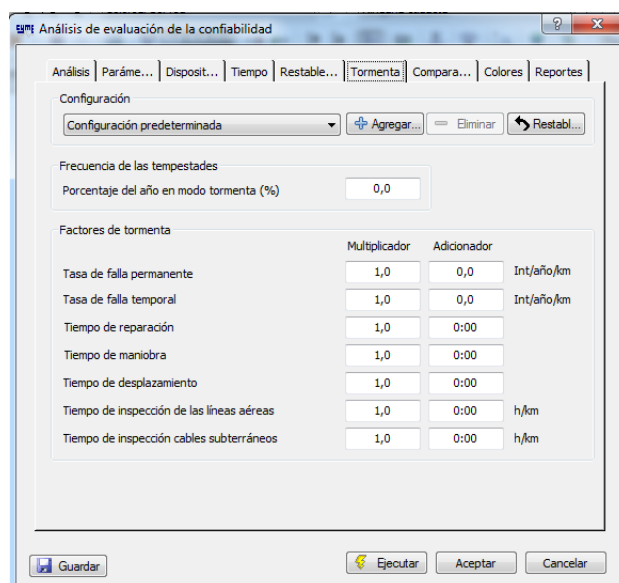 CYME Análisis de evaluación de la confiabilidad
Análisis Paráme... Disposit... Tiempo Restable... Tormenta Compara... Colores Reportes
Configuración
Configuración predeterminada Agregar... Eliminar Restabl...
Frecuencia de las tempestades
Porcentaje del año en modo tormenta (%) 0,0
Factores de tormenta
Multiplicador Adicionador
Tasa de falla permanente 1,0 0,0 Int/año/km
Tasa de falla temporal 1,0 0,0 Int/año/km
Tiempo de reparación 1,0 0:00
Tiempo de maniobra 1,0 0:00
Tiempo de desplazamiento 1,0 0:00
Tiempo de inspección de las líneas aéreas 1,0 0:00 h/km
Tiempo de inspección cables subterráneos 1,0 0:00 h/km
Guardar Ejecutar Aceptar Cancelar